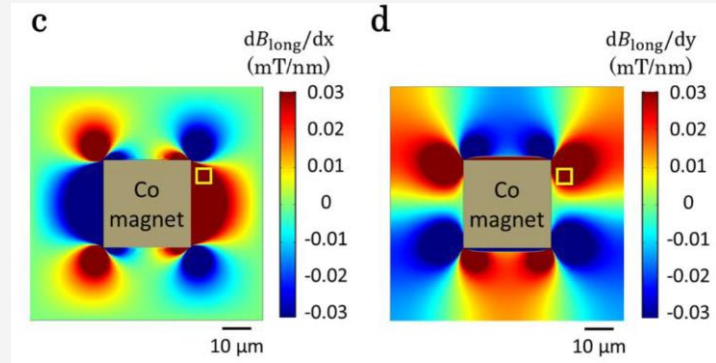 c
dB_long/dx
(mT/nm)
0.03
0.02
0.01
0
-0.01
-0.02
-0.03
Co
magnet
10 μm
d
dB_long/dy
(mT/nm)
0.03
0.02
0.01
0
-0.01
-0.02
-0.03
Co
magnet
10 μm